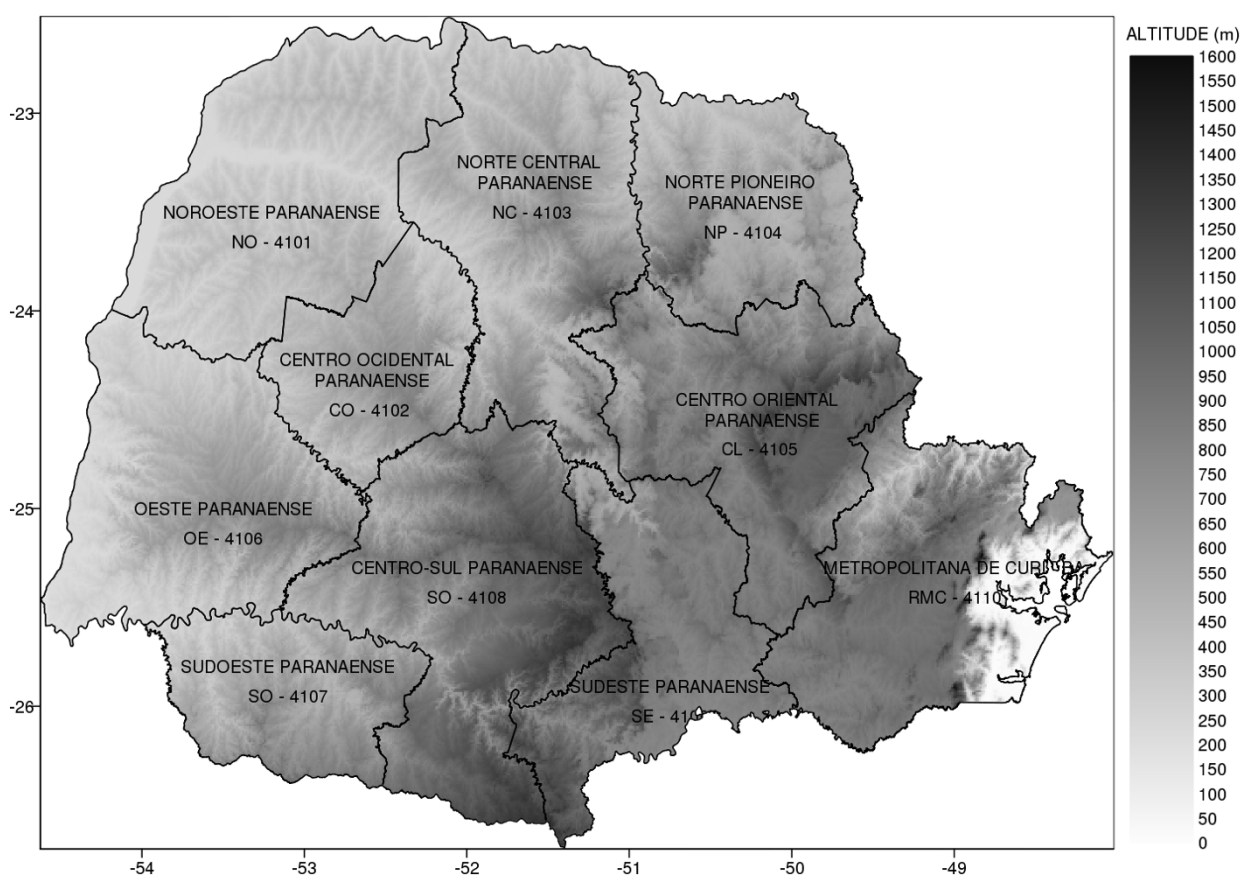 ALTITUDE (m)
1600
1550
1500
1450
1400
1350
1300
1250
1200
1150
1100
1050
1000
950
900
850
800
750
700
650
600
550
500
450
400
350
300
250
200
150
100
50
0
-23
-24
-25
-26
NORTE CENTRAL
PARANAENSE
NC - 4103
NORTE PIONEIRO
PARANAENSE
NP - 4104
NOROESTE PARANAENSE
NO - 4101
CENTRO OCIDENTAL
PARANAENSE
CO - 4102
CENTRO ORIENTAL
PARANAENSE
CL - 4105
OESTE PARANAENSE
OE - 4106
CENTRO-SUL PARANAENSE
SO - 4108
METROPOLITANA DE
RMC - 4110
SUDOESTE PARANAENSE
SO - 4107
SUDESTE PARANAENSE
SE -
-54
-53
-52
-51
-50
-49